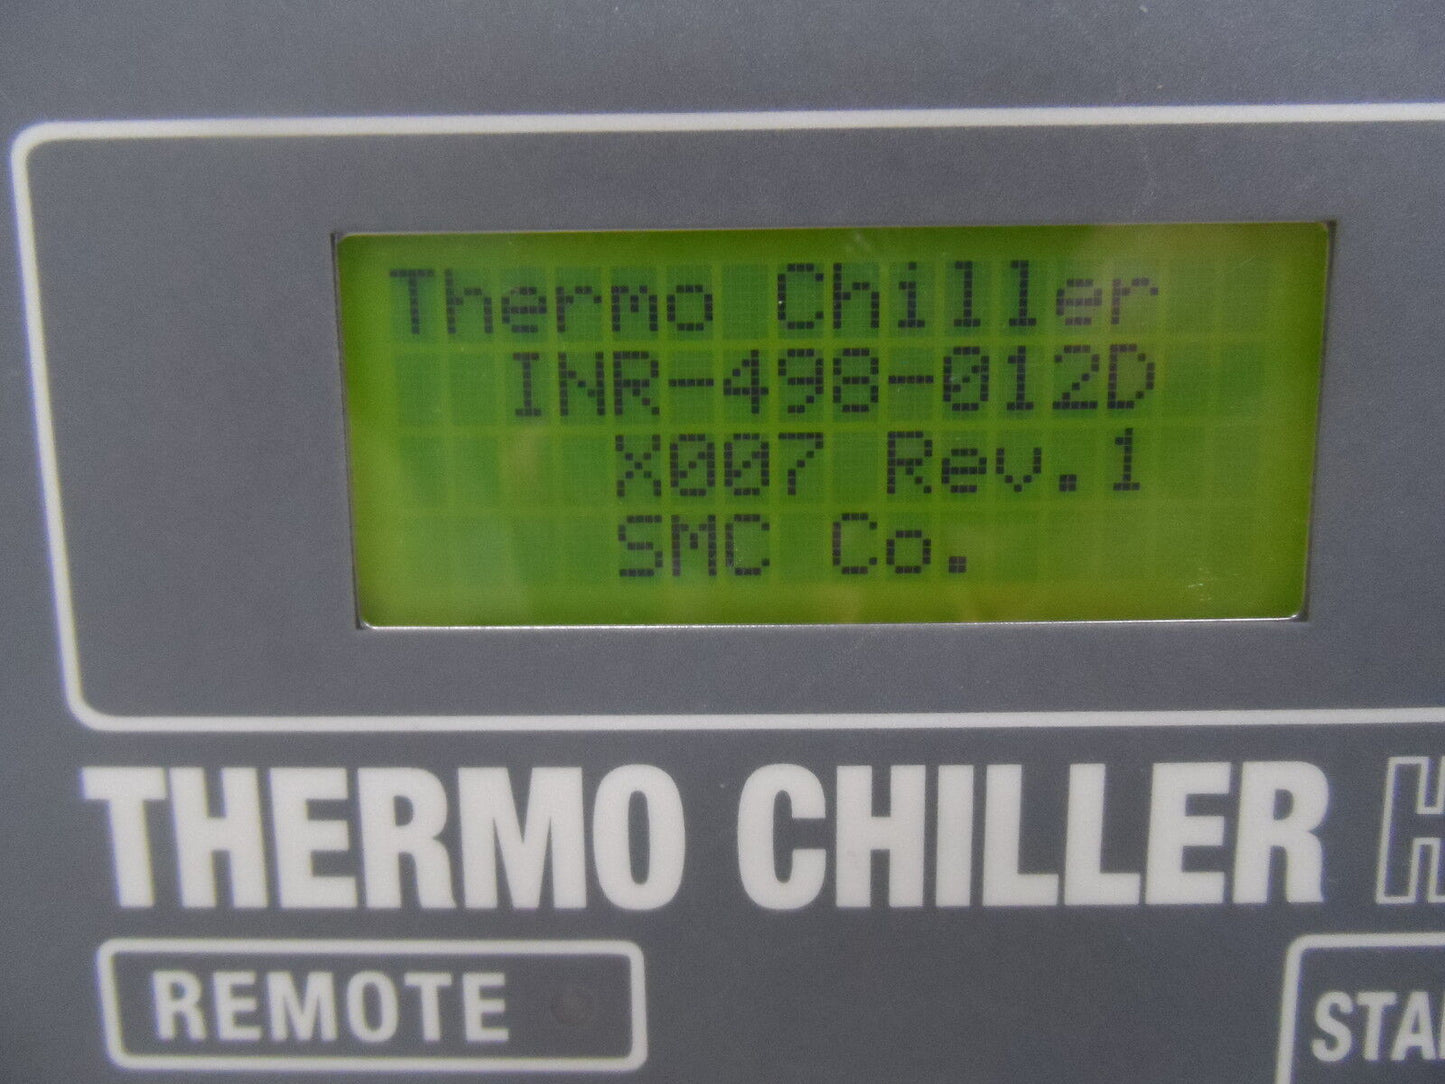 Thermo Chiller
INR-498-012D
X007 Rev.1
SMC Co.
THERMO CHILLER H
REMOTE